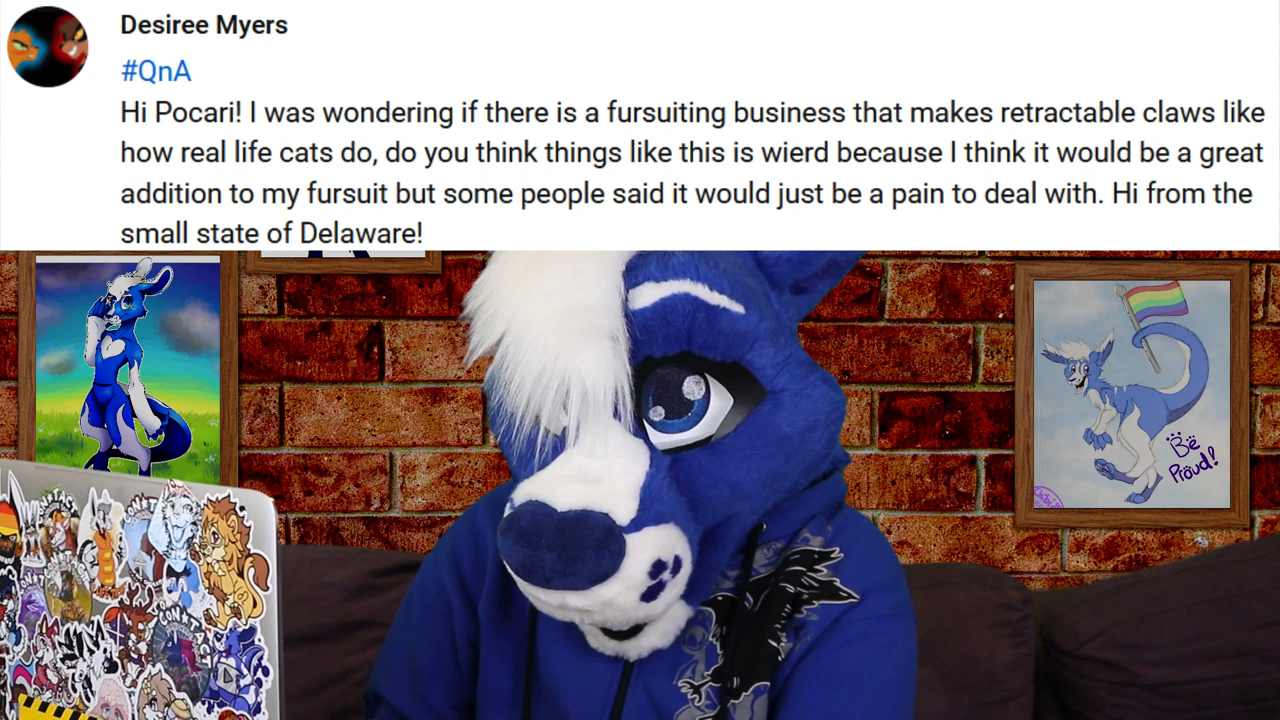 Desiree Myers
#QnA
Hi Pocari! I was wondering if there is a fursuiting business that makes retractable claws like
how real life cats do, do you think things like this is wierd because I think it would be a great
addition to my fursuit but some people said it would just be a pain to deal with. Hi from the
small state of Delaware!
Be
Proud!